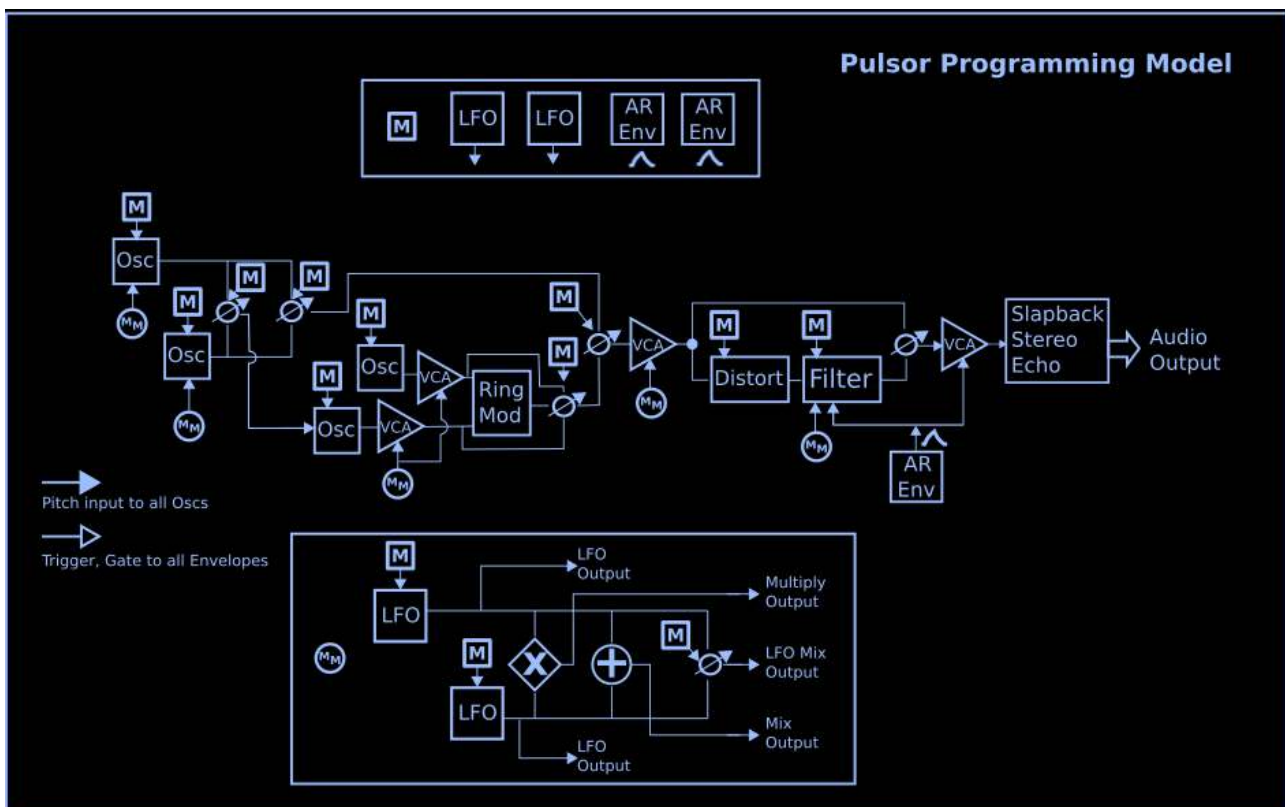 Pulsor Programming Model
M
LFO
LFO
AR
Env
AR
Env
M
Osc
M
M
MM
M
Osc
MM
M
Osc
M
Osc
VCA
VCA
MM
Ring
Mod
M
M
VCA
MM
M
Distort
M
Filter
MM
AR
Env
VCA
Slapback
Stereo
Echo
Audio
Output
Pitch input to all Oscs
Trigger, Gate to all Envelopes
MM
M
LFO
LFO
Output
M
LFO
LFO
Output
X
+
M
Multiply
Output
LFO Mix
Output
Mix
Output